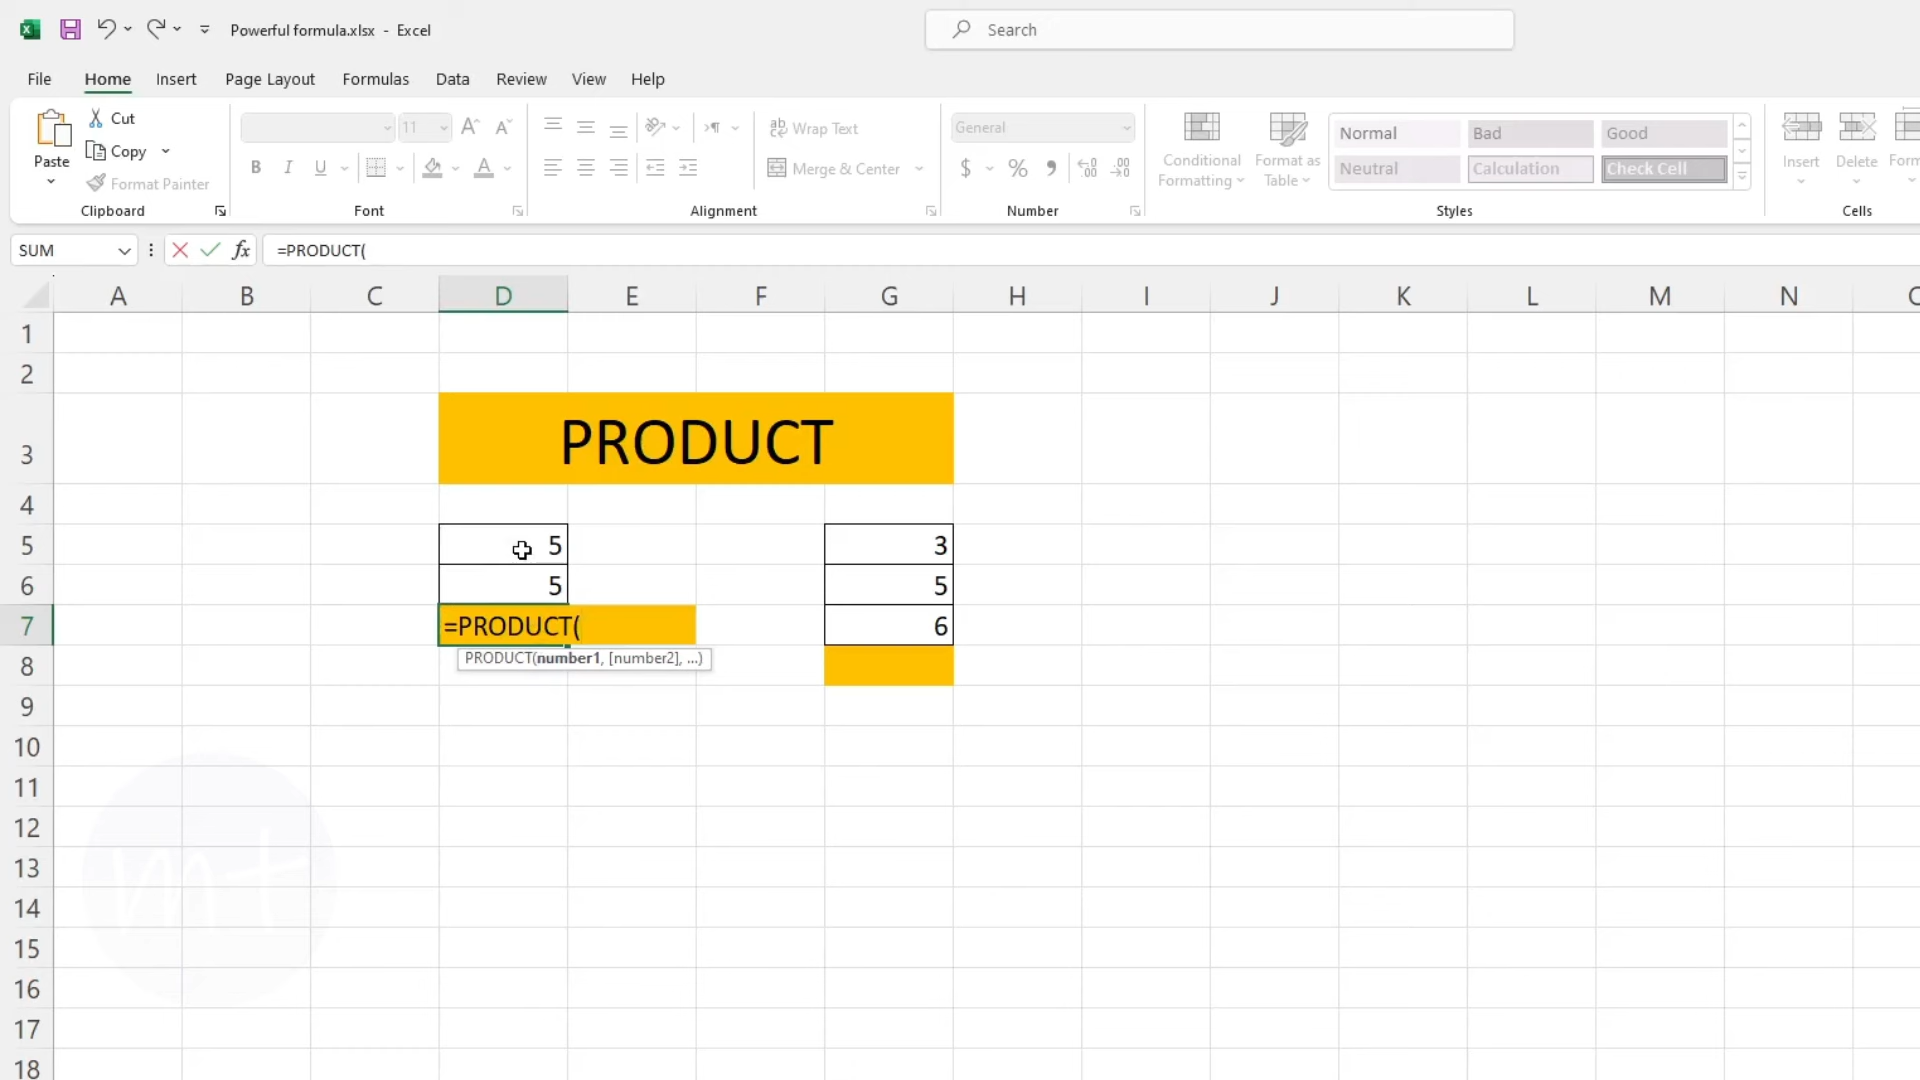 Powerful formula.xlsx - Excel
Search
File Home Insert Page Layout Formulas Data Review View Help
Paste
Cut
Copy
Format Painter
Clipboard
11
B I U
Font
Wrap Text
Merge & Center
Alignment
General
$ %
Number
Conditional
Formatting
Format as
Table
Normal Bad Good
Neutral Calculation Check Cell
Styles
Insert Delete
Cells
SUM fx =PRODUCT(
A B C D E F G H I J K L M N
1
2
3 PRODUCT
4
5 5 3
6 5 5
7 =PRODUCT( 6
PRODUCT(number1, [number2], ...)
8
9
10
11
12
13
14
15
16
17
18
mt